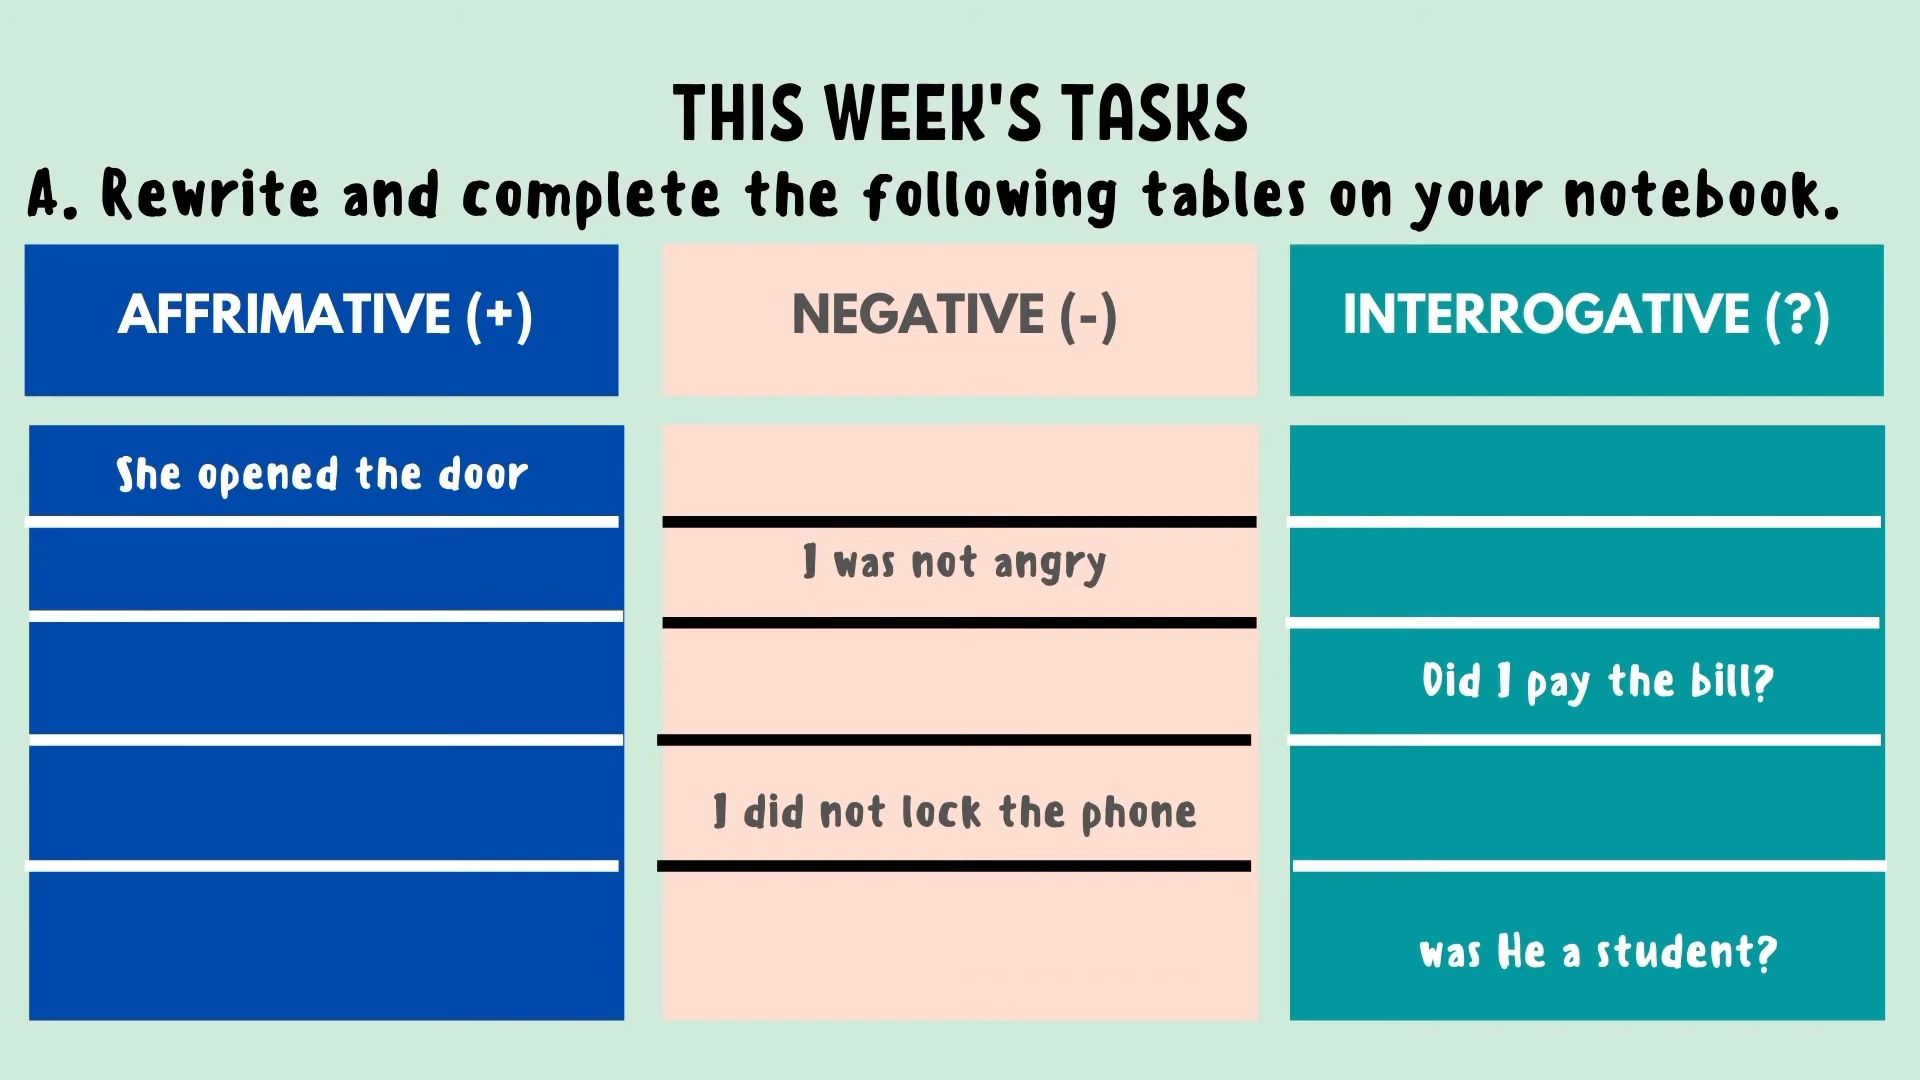 THIS WEEK'S TASKS
A. Rewrite and complete the following tables on your notebook.
AFFRIMATIVE (+)
NEGATIVE (-)
INTERROGATIVE (?)
She opened the door
I was not angry
Did I pay the bill?
I did not lock the phone
was He a student?